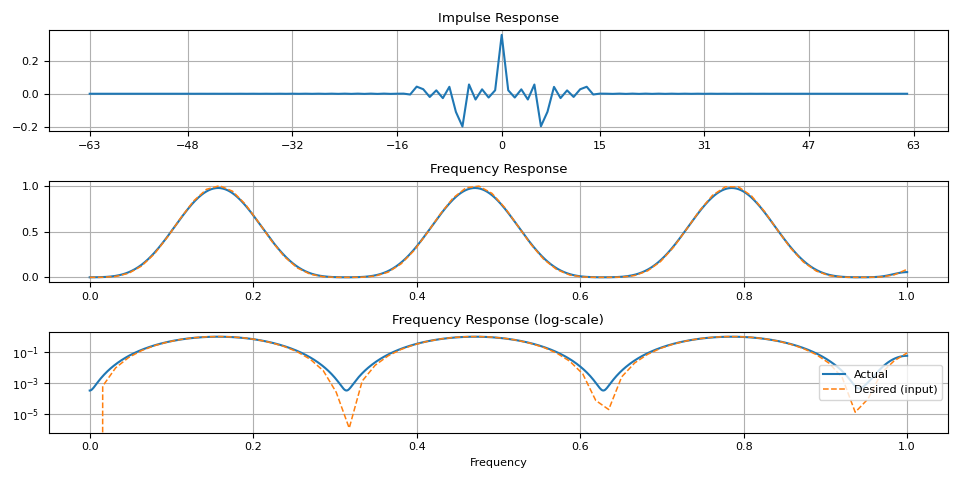 Impulse Response
0.2
0.0
−0.2
−63 −48 −32 −16 0 15 31 47 63
Frequency Response
1.0
0.5
0.0
0.0 0.2 0.4 0.6 0.8 1.0
Frequency Response (log-scale)
10⁻¹
10⁻³
10⁻⁵
Actual
Desired (input)
0.0 0.2 0.4 0.6 0.8 1.0
Frequency